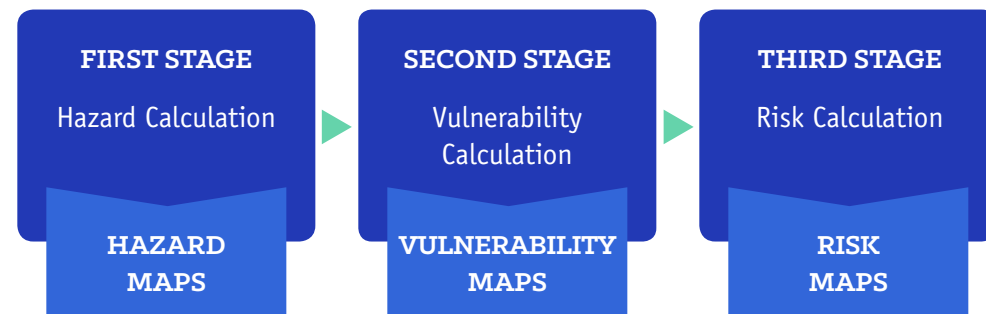 FIRST STAGE
Hazard Calculation
HAZARD
MAPS
SECOND STAGE
Vulnerability
Calculation
VULNERABILITY
MAPS
THIRD STAGE
Risk Calculation
RISK
MAPS